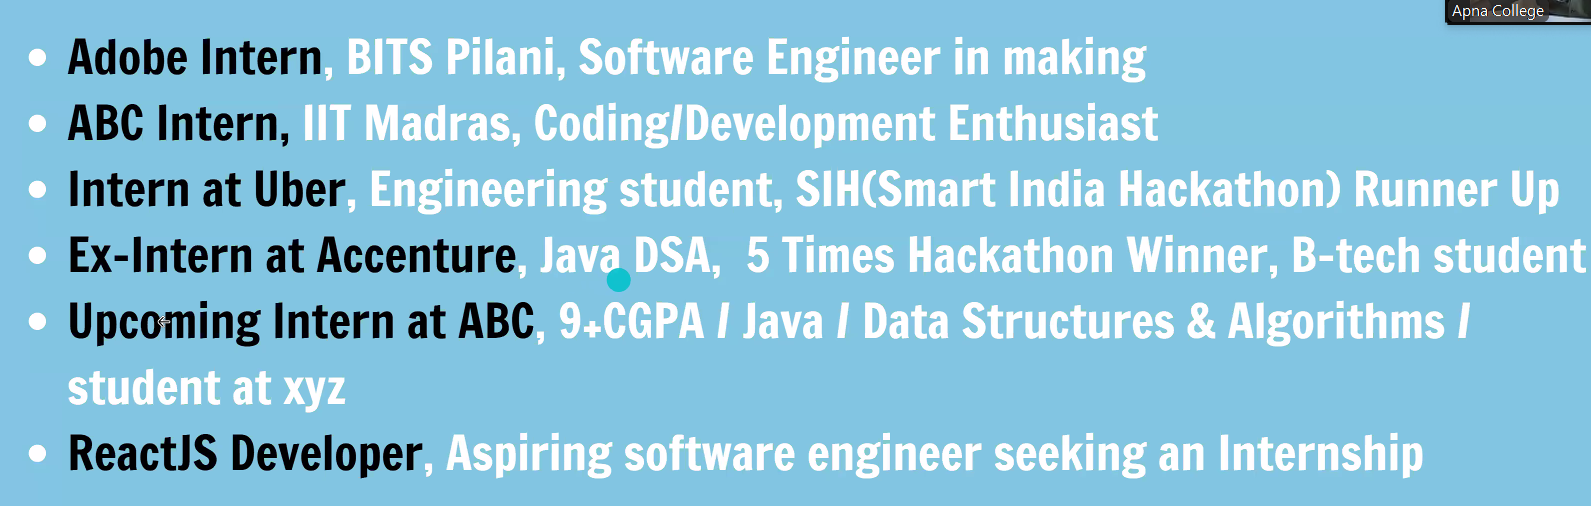 Apna College
• Adobe Intern, BITS Pilani, Software Engineer in making
• ABC Intern, IIT Madras, Coding/Development Enthusiast
• Intern at Uber, Engineering student, SIH(Smart India Hackathon) Runner Up
• Ex-Intern at Accenture, Java DSA,  5 Times Hackathon Winner, B-tech student
• Upcoming Intern at ABC, 9+CGPA / Java / Data Structures & Algorithms /
student at xyz
• ReactJS Developer, Aspiring software engineer seeking an Internship